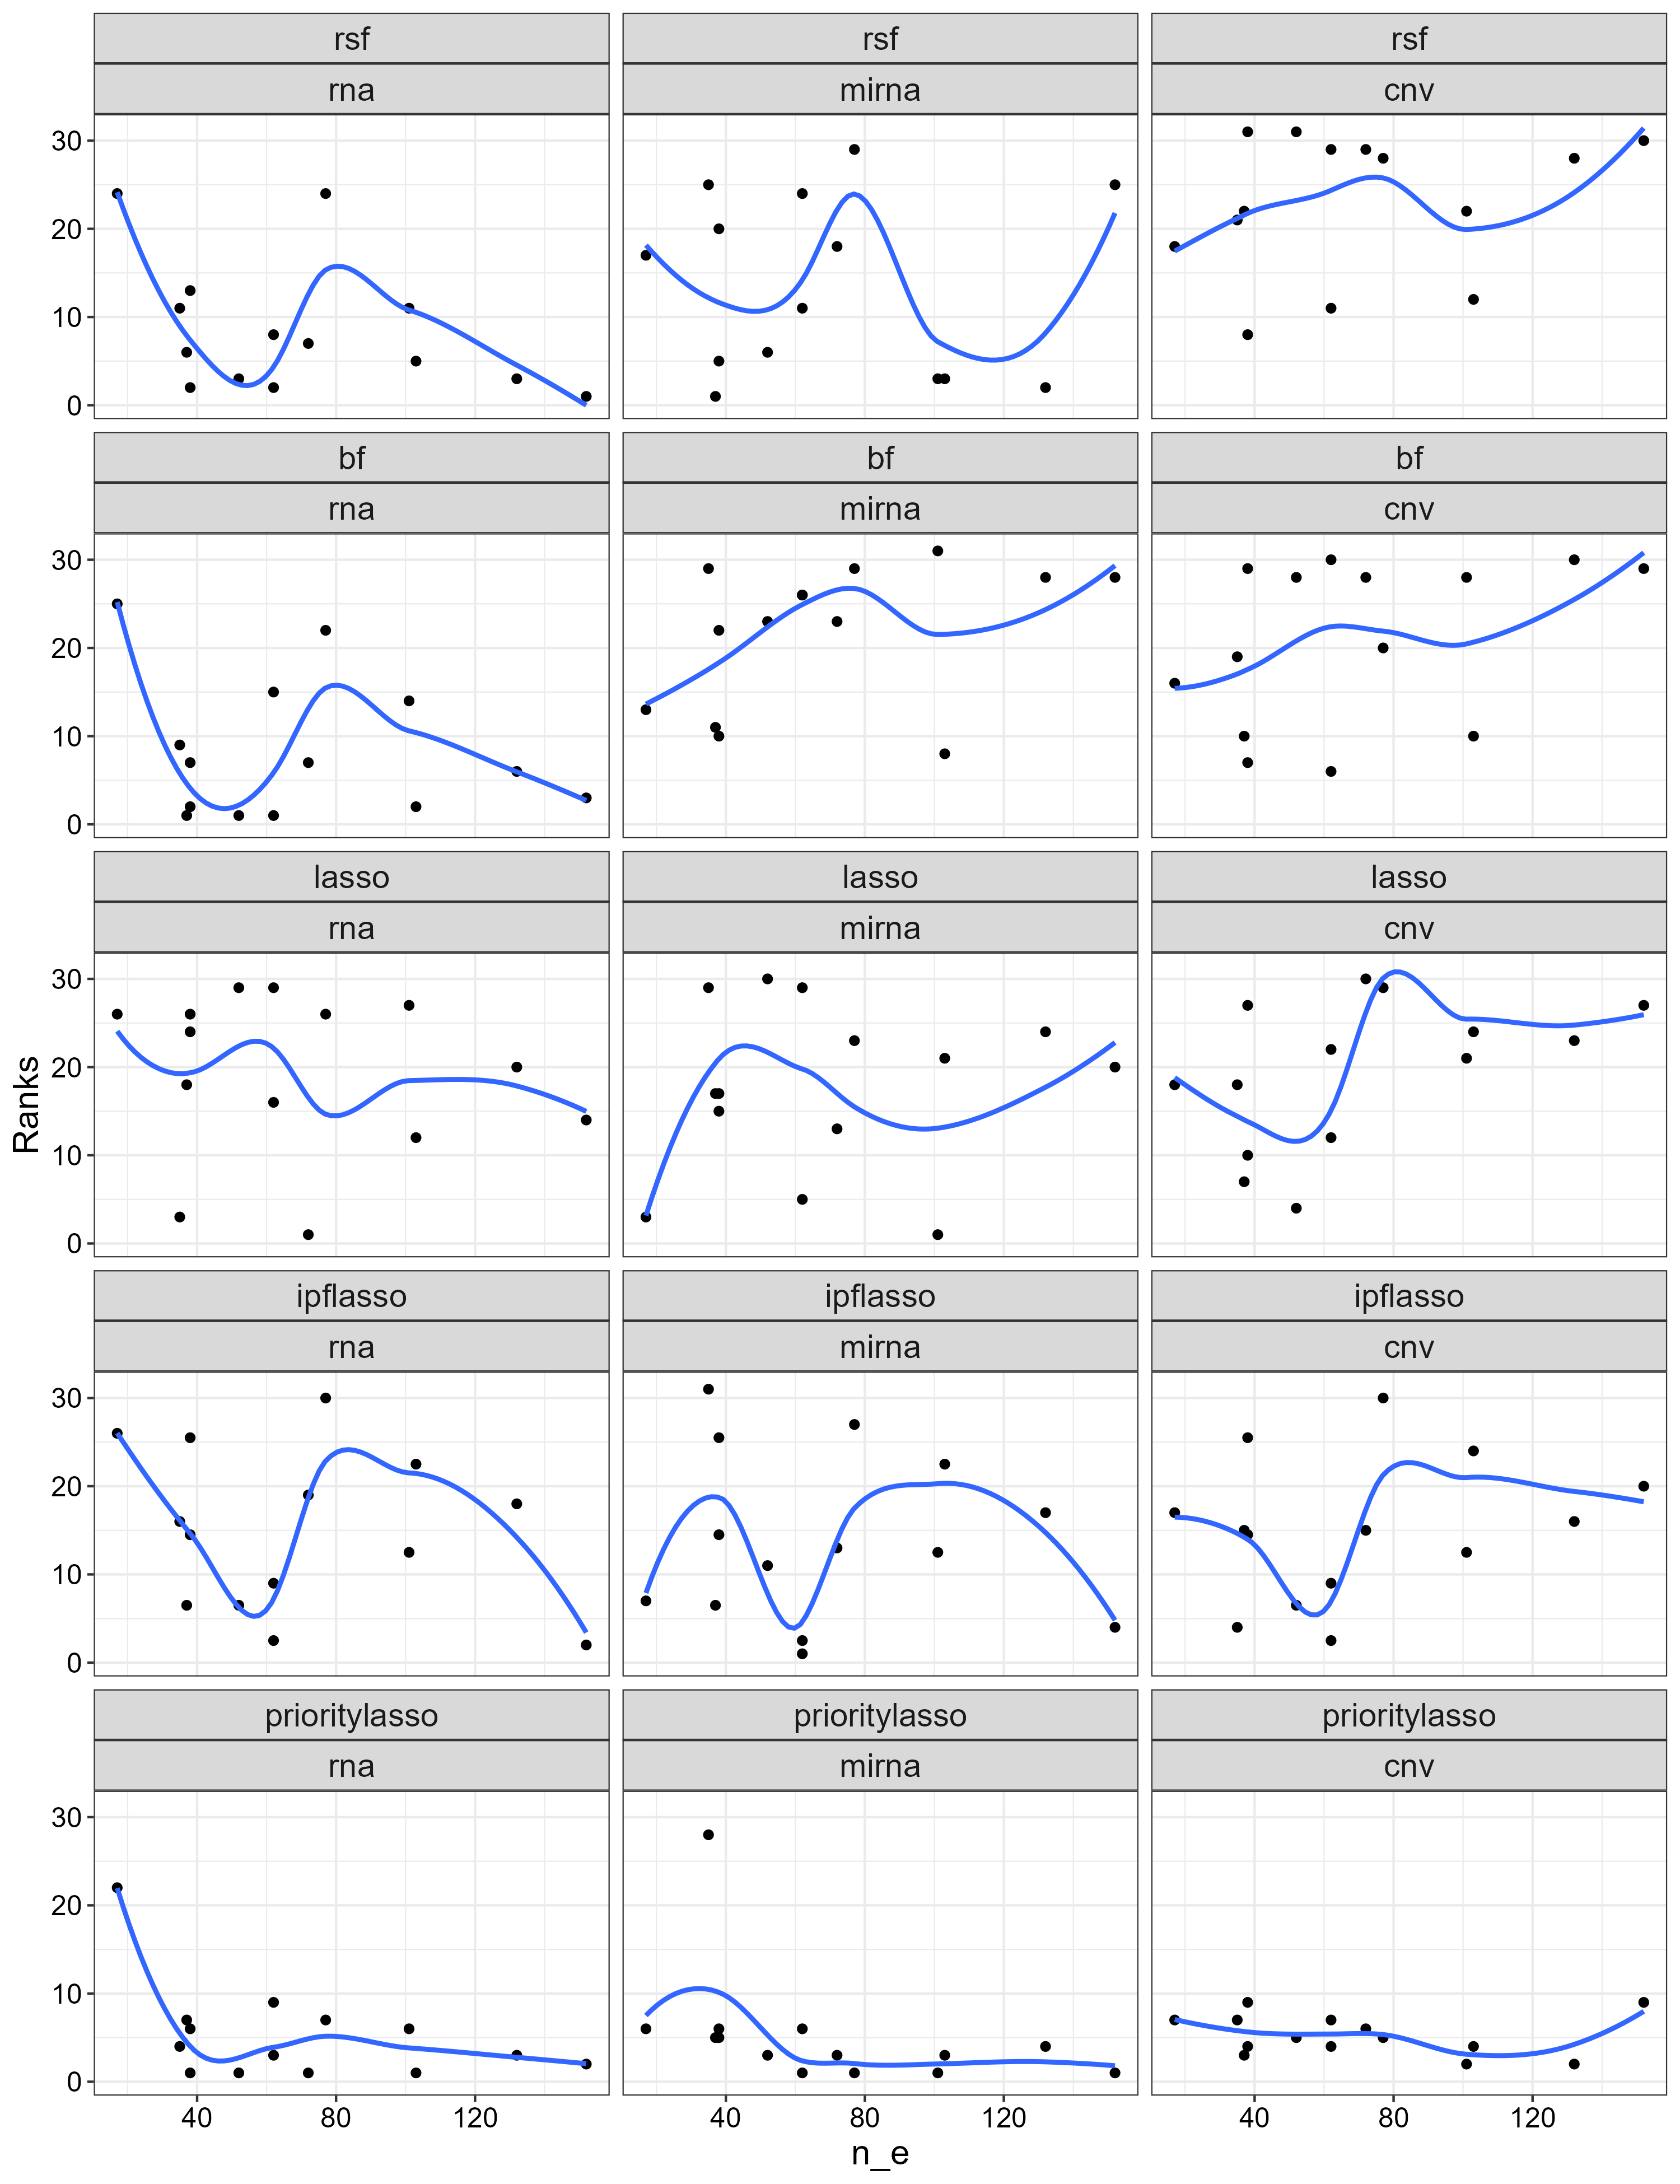 rsf rsf rsf
rna mirna cnv
30
20
10
0
bf bf bf
rna mirna cnv
30
20
10
0
lasso lasso lasso
rna mirna cnv
30
20
10
0
Ranks
ipflasso ipflasso ipflasso
rna mirna cnv
30
20
10
0
prioritylasso prioritylasso prioritylasso
rna mirna cnv
30
20
10
0
40 80 120 40 80 120 40 80 120
n_e